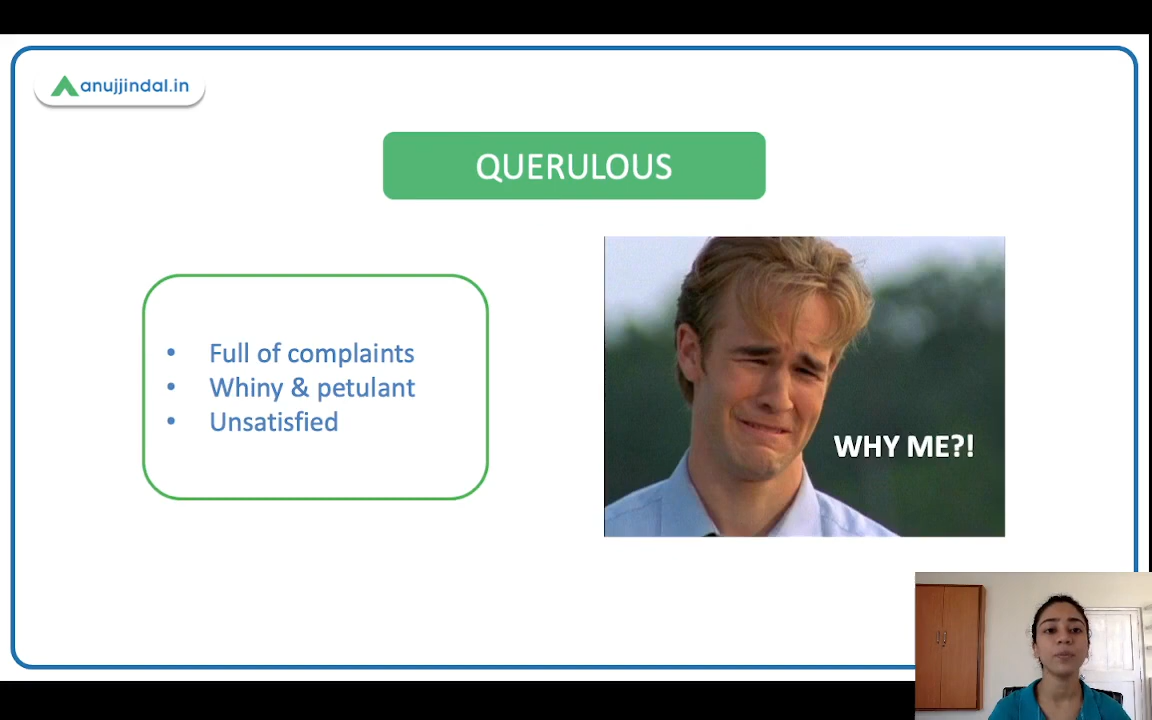 anujjindal.in
QUERULOUS
• Full of complaints
• Whiny & petulant
• Unsatisfied
WHY ME?!